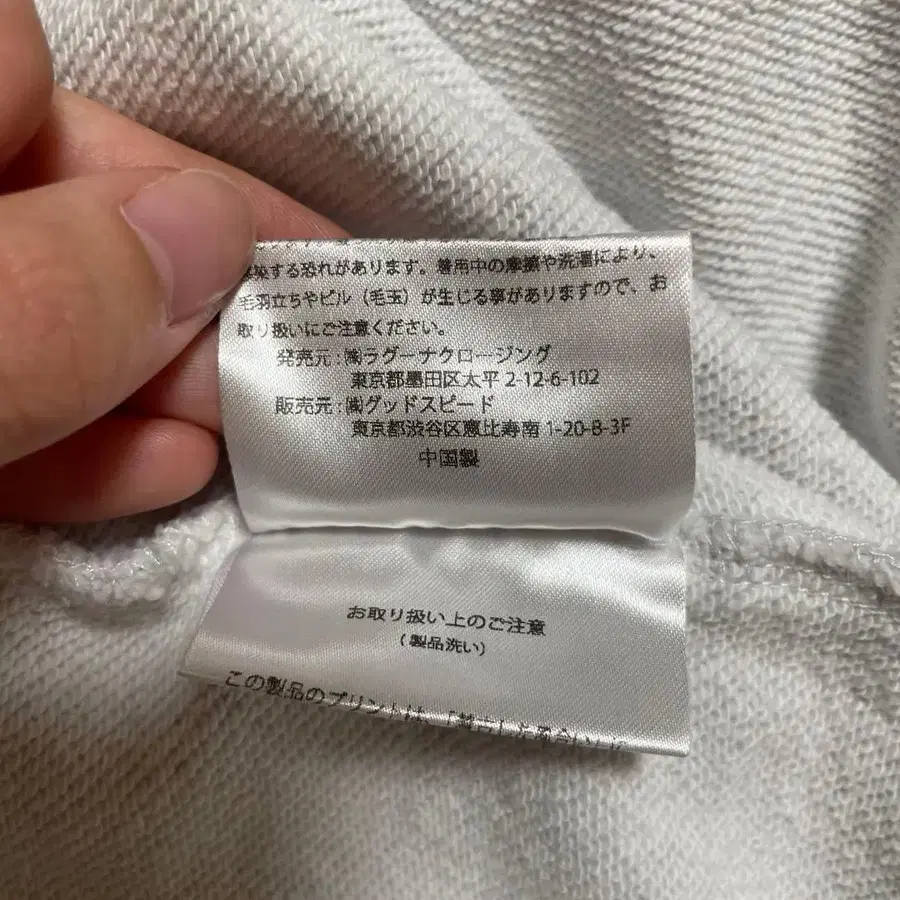 染する恐れがあります。着用中の摩擦や洗濯により、
毛羽立ちやピル(毛玉)が生じる事がありますので、お
取り扱いにご注意ください。
発売元:㈱ラグーナクロージング
東京都墨田区太平 2-12-6-102
販売元:㈱グッドスピード
東京都渋谷区恵比寿南 1-20-8-3F
中国製
お取り扱い上のご注意
(製品洗い)
この製品のプリントは、